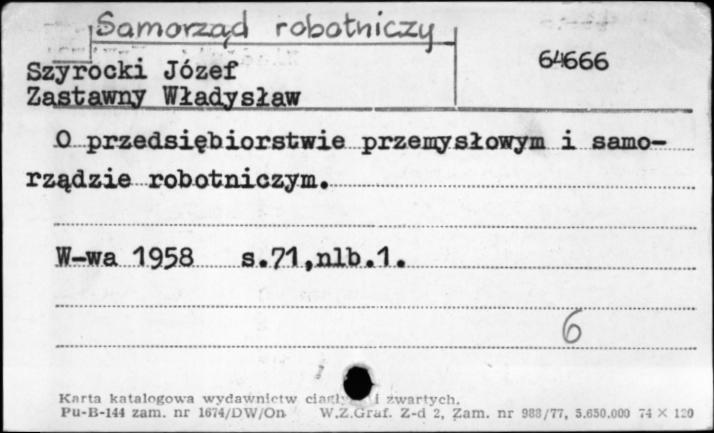 Samorząd robotniczy
64666
Szyrocki Józef
Zastawny Władysław
O przedsiębiorstwie przemysłowym i samo-
rządzie robotniczym.
W-wa 1958 s.71,nlb.1.
6
Karta katalogowa wydawnictw i zwartych.
Pu-B-144 zam. nr 1674/DW/On W.Z.Graf. Z-d 2, Zam. nr 988/77, 5.650.000 74 × 120